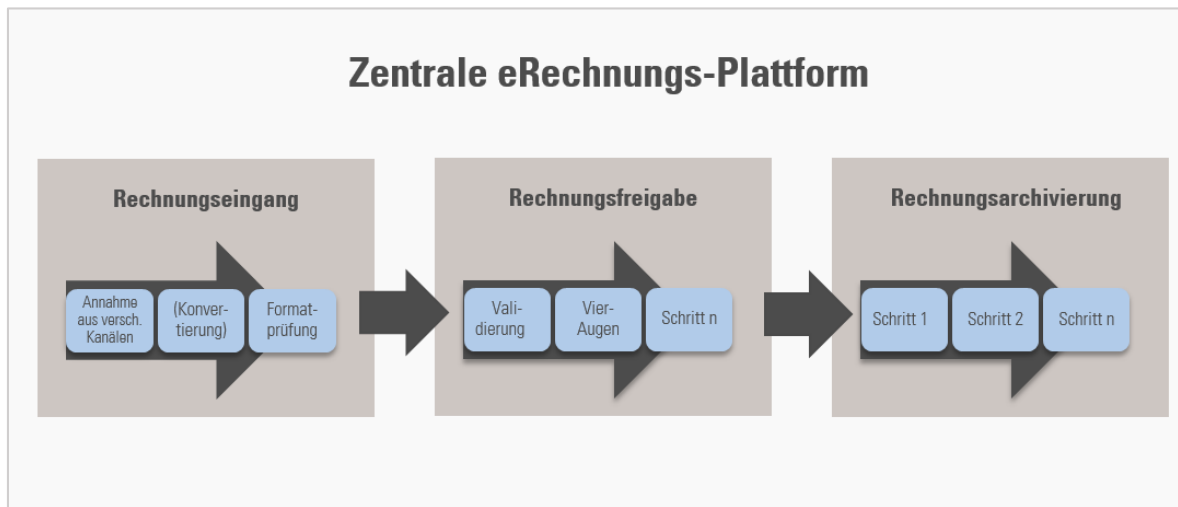 Zentrale eRechnungs-Plattform
Rechnungseingang
Annahme
aus versch.
Kanälen
(Konver-
tierung)
Format-
prüfung
Rechnungsfreigabe
Vali-
dierung
Vier-
Augen
Schritt n
Rechnungsarchivierung
Schritt 1
Schritt 2
Schritt n